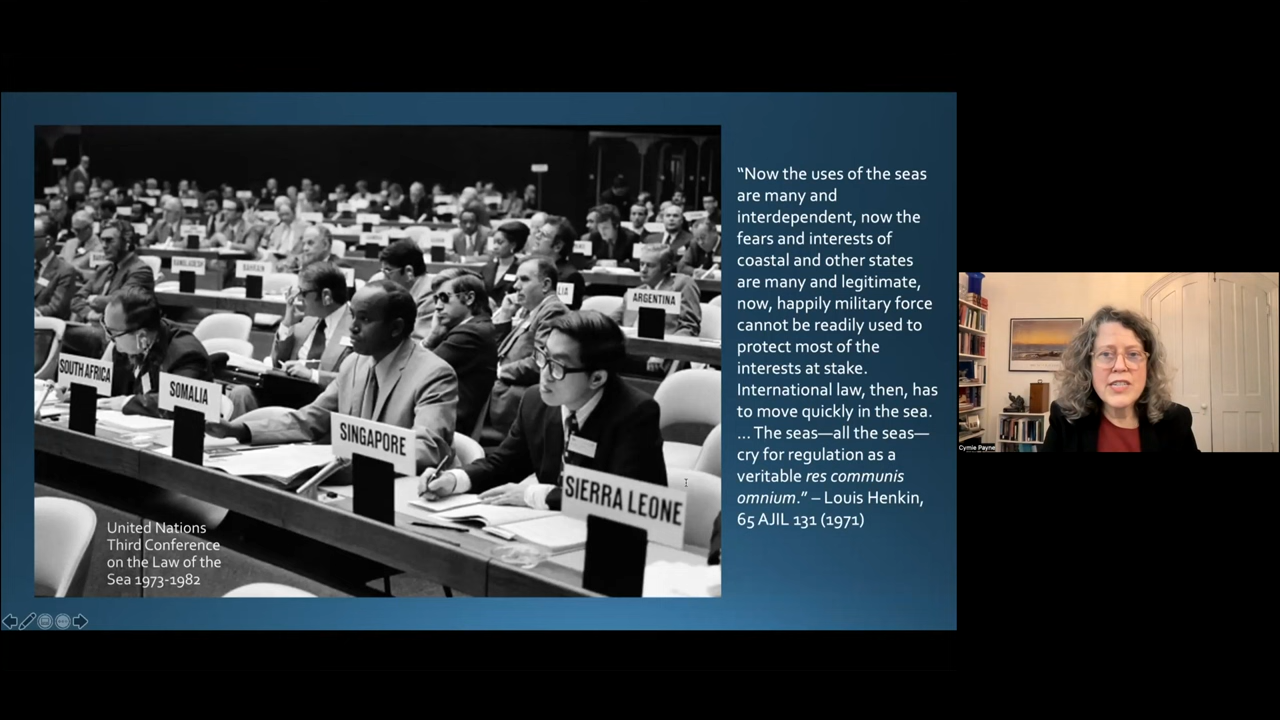 “Now the uses of the seas
are many and
interdependent, now the
fears and interests of
coastal and other states
are many and legitimate,
now, happily military force
cannot be readily used to
protect most of the
interests at stake.
International law, then, has
to move quickly in the sea.
... The seas—all the seas—
cry for regulation as a
veritable res communis
omnium.” – Louis Henkin,
65 AJIL 131 (1971)
BANGLADESH
BAHRAIN
ARGENTINA
SOUTH AFRICA
SOMALIA
SINGAPORE
SIERRA LEONE
United Nations
Third Conference
on the Law of the
Sea 1973-1982
Cymie Payne